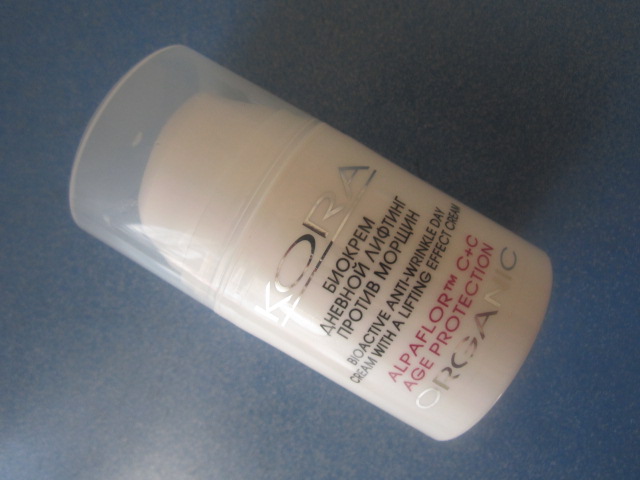 KORA
БИОКРЕМ
ДНЕВНОЙ ЛИФТИНГ
ПРОТИВ МОРЩИН
BIOACTIVE ANTI-WRINKLE DAY
CREAM WITH A LIFTING EFFECT CREAM
ALPAFLOR™ C+C
AGE PROTECTION
ORGANIC